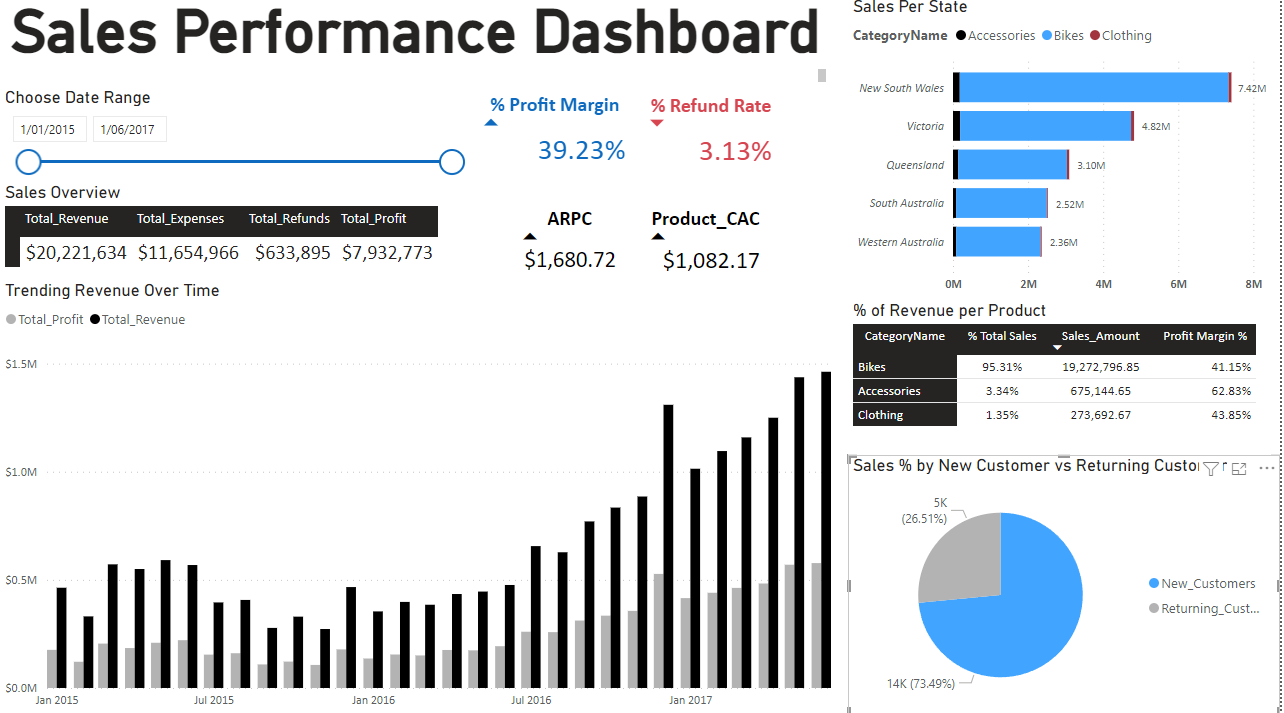 Sales Performance Dashboard
Choose Date Range
1/01/2015 1/06/2017
% Profit Margin
39.23%
% Refund Rate
3.13%
Sales Overview
Total_Revenue Total_Expenses Total_Refunds Total_Profit
$20,221,634 $11,654,966 $633,895 $7,932,773
ARPC
$1,680.72
Product_CAC
$1,082.17
Trending Revenue Over Time
Total_Profit Total_Revenue
$1.5M
$1.0M
$0.5M
$0.0M
Jan 2015 Jul 2015 Jan 2016 Jul 2016 Jan 2017
Sales Per State
CategoryName Accessories Bikes Clothing
New South Wales 7.42M
Victoria 4.82M
Queensland 3.10M
South Australia 2.52M
Western Australia 2.36M
0M 2M 4M 6M 8M
% of Revenue per Product
CategoryName % Total Sales Sales_Amount Profit Margin %
Bikes 95.31% 19,272,796.85 41.15%
Accessories 3.34% 675,144.65 62.83%
Clothing 1.35% 273,692.67 43.85%
Sales % by New Customer vs Returning Custo
5K
(26.51%)
14K (73.49%)
New_Customers
Returning_Cust...